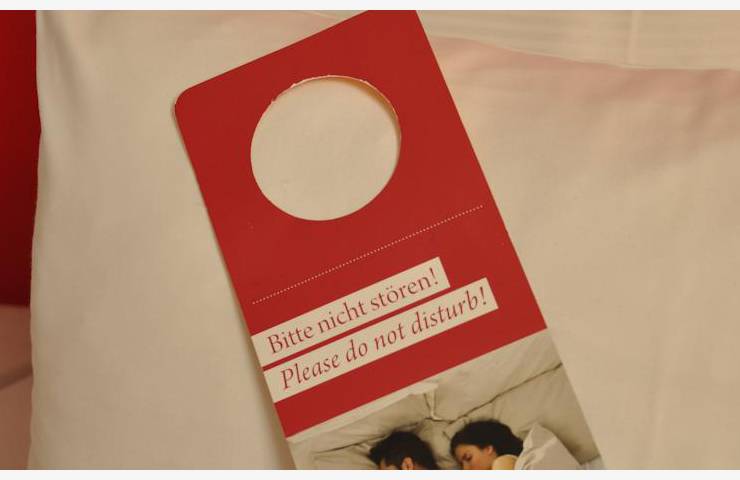 Bitte nicht stören!
Please do not disturb!